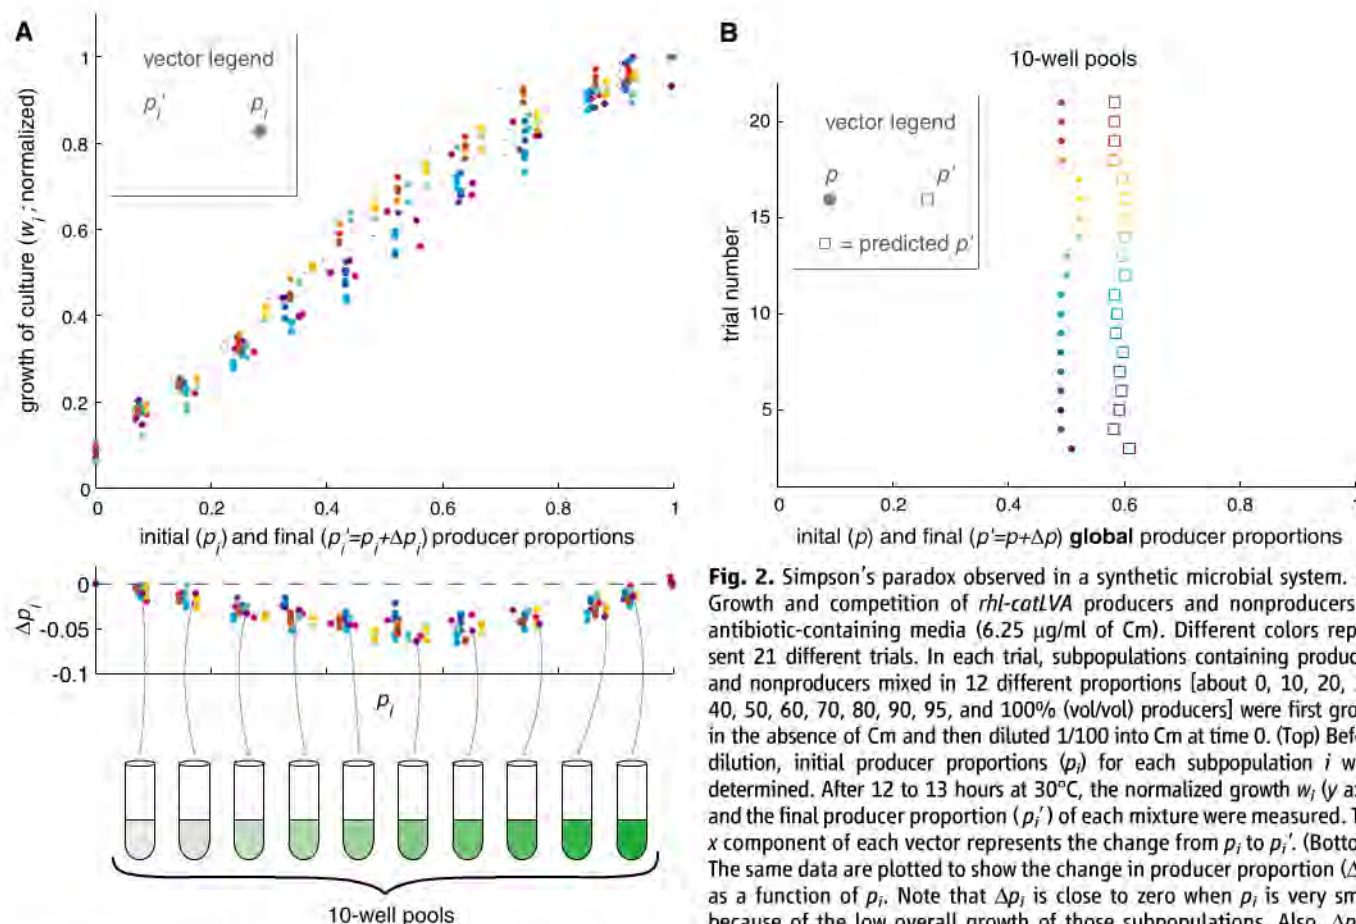 A
vector legend
p_i'
p_i
growth of culture (w_i ; normalized)
1
0.8
0.6
0.4
0.2
0
0
0.2
0.4
0.6
0.8
1
initial (p_i) and final (p_i'=p_i+Δp_i) producer proportions
Δp_i
0
-0.05
-0.1
p_i
10-well pools
B
10-well pools
vector legend
p
p'
□ = predicted p'
trial number
20
15
10
5
0
0.2
0.4
0.6
0.8
1
inital (p) and final (p'=p+Δp) global producer proportions
Fig. 2. Simpson's paradox observed in a synthetic microbial system.
Growth and competition of rhl-catLVA producers and nonproducers
antibiotic-containing media (6.25 μg/ml of Cm). Different colors rep
sent 21 different trials. In each trial, subpopulations containing produc
and nonproducers mixed in 12 different proportions [about 0, 10, 20,
40, 50, 60, 70, 80, 90, 95, and 100% (vol/vol) producers] were first gro
in the absence of Cm and then diluted 1/100 into Cm at time 0. (Top) Bef
dilution, initial producer proportions (p_i) for each subpopulation i w
determined. After 12 to 13 hours at 30°C, the normalized growth w_i (y a
and the final producer proportion (p_i') of each mixture were measured. T
x component of each vector represents the change from p_i to p_i'. (Botto
The same data are plotted to show the change in producer proportion (Δ
as a function of p_i. Note that Δp_i is close to zero when p_i is very sm
because of the low overall growth of those subpopulations. Also, Δp